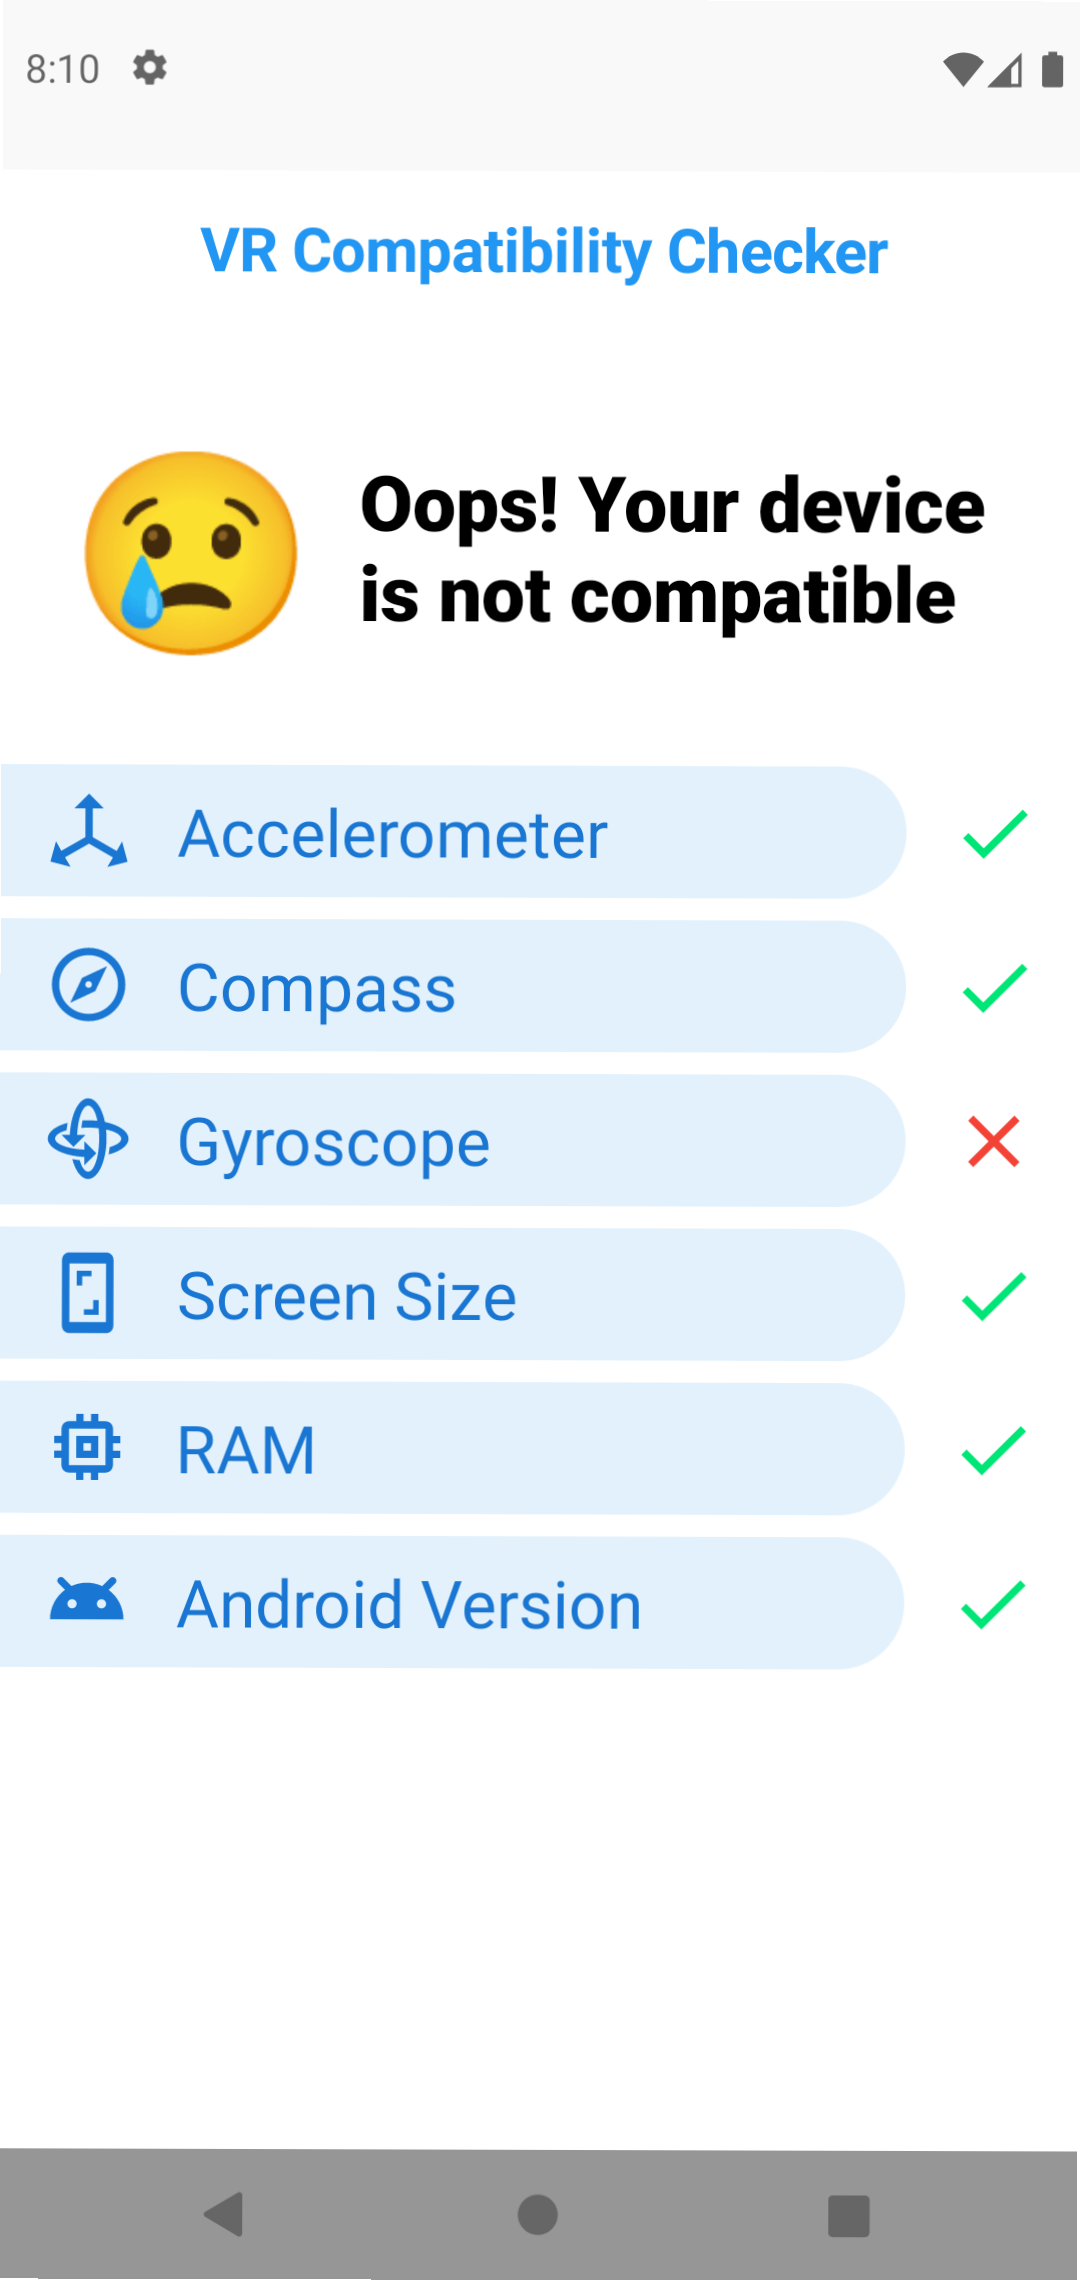 8:10
VR Compatibility Checker
Oops! Your device
is not compatible
Accelerometer
Compass
Gyroscope
Screen Size
RAM
Android Version